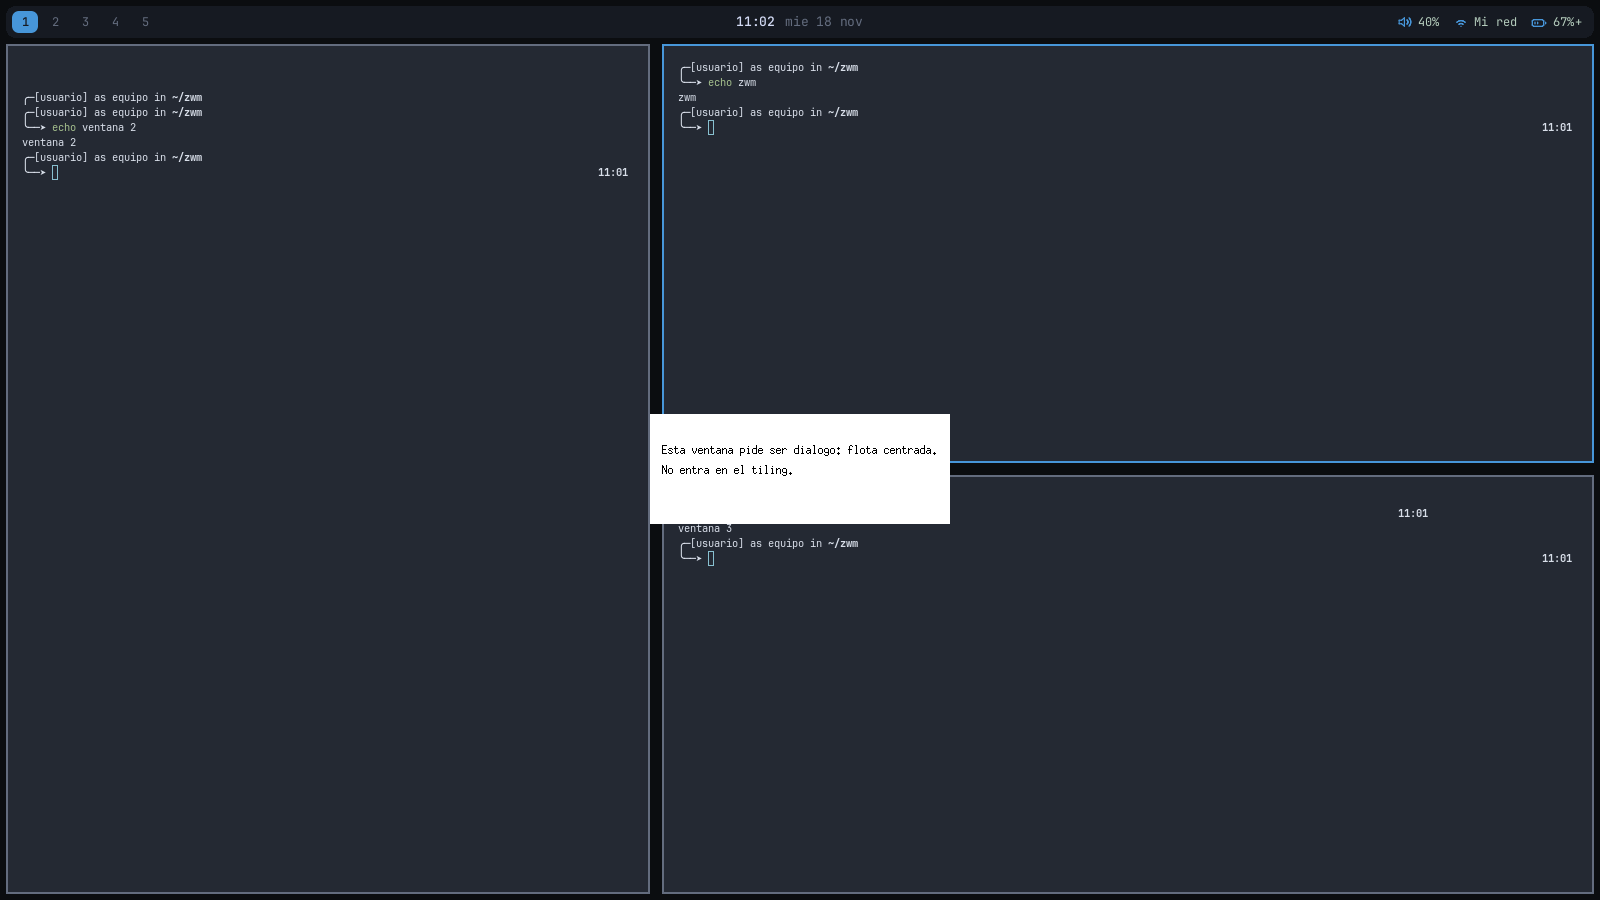 1 2 3 4 5
11:02 mie 18 nov
40% Mi red 67%+
╭─[usuario] as equipo in ~/zwm
╭─[usuario] as equipo in ~/zwm
╰──➤ echo ventana 2
ventana 2
╭─[usuario] as equipo in ~/zwm
╰──➤ 11:01
╭─[usuario] as equipo in ~/zwm
╰──➤ echo zwm
zwm
╭─[usuario] as equipo in ~/zwm
╰──➤ 11:01
Esta ventana pide ser dialogo: flota centrada.
No entra en el tiling.
11:01
ventana 3
╭─[usuario] as equipo in ~/zwm
╰──➤ 11:01